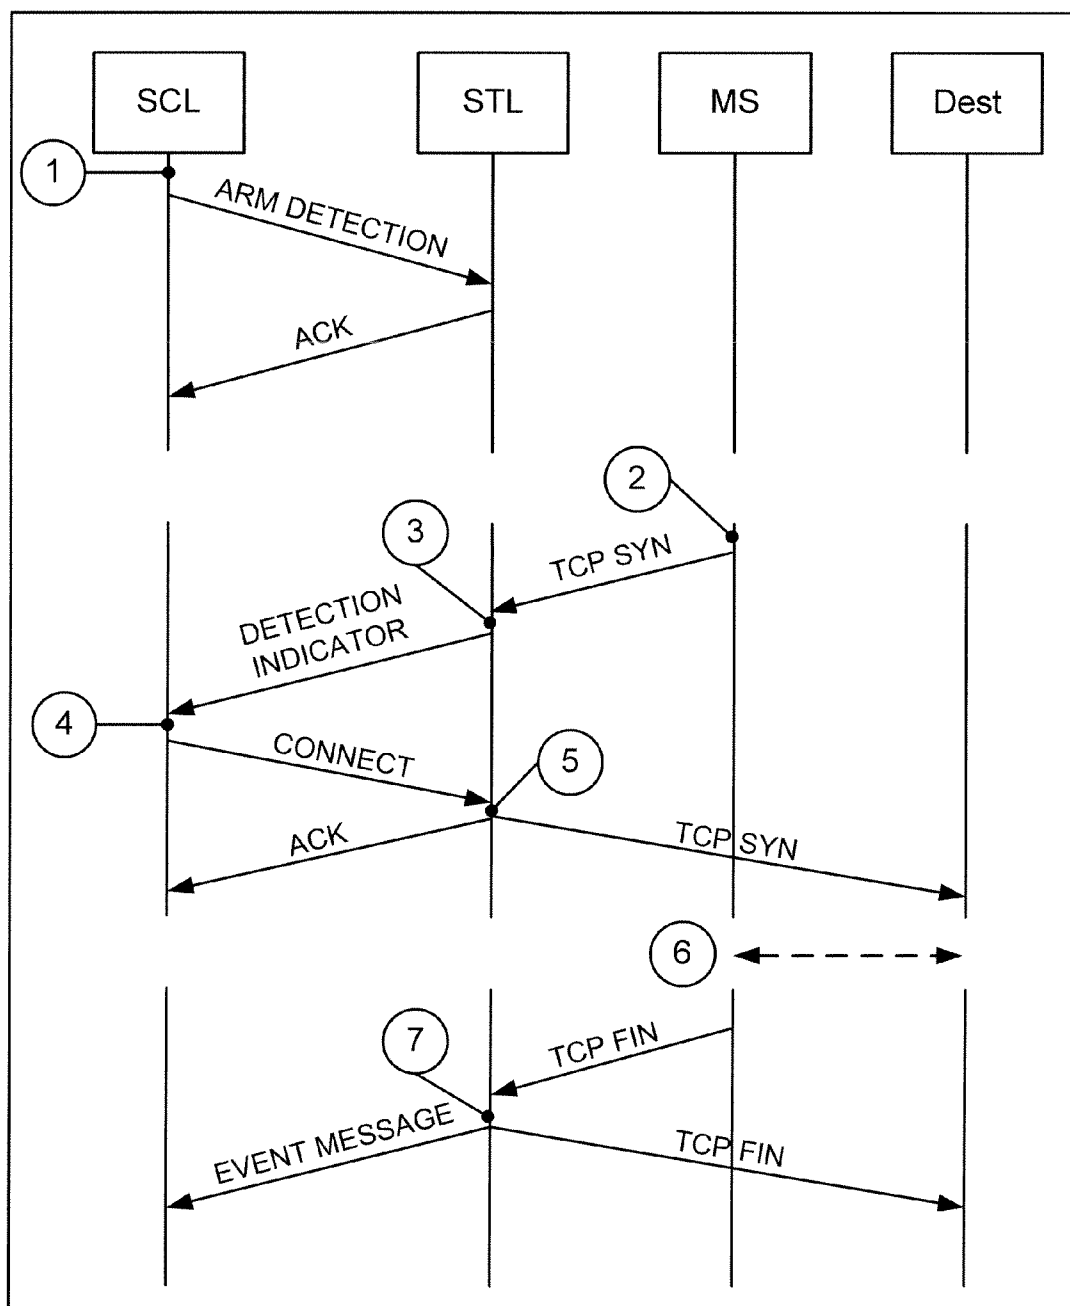 SCL STL MS Dest
1
ARM DETECTION
ACK
2
3
TCP SYN
DETECTION
INDICATOR
4
CONNECT
5
ACK
TCP SYN
6
7
TCP FIN
EVENT MESSAGE
TCP FIN